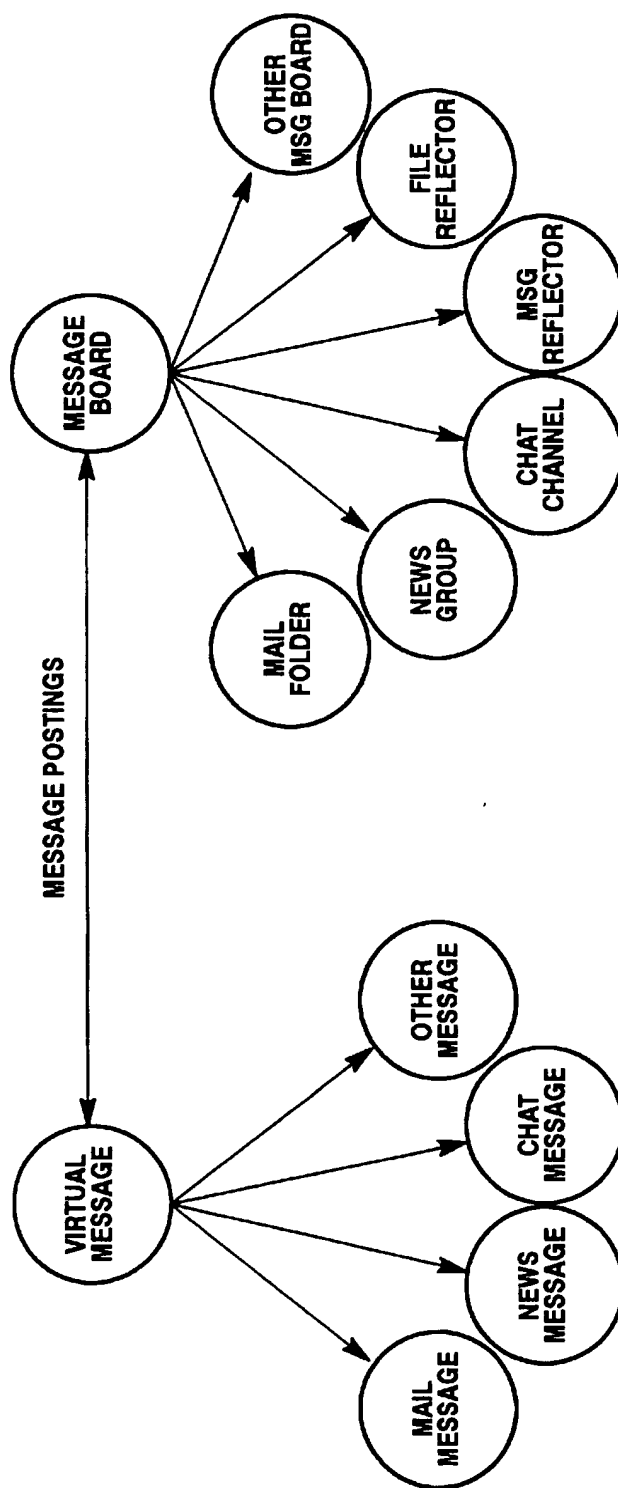 MESSAGE POSTINGS
VIRTUAL
MESSAGE
MAIL
MESSAGE
NEWS
MESSAGE
CHAT
MESSAGE
OTHER
MESSAGE
MESSAGE
BOARD
MAIL
FOLDER
NEWS
GROUP
CHAT
CHANNEL
MSG
REFLECTOR
FILE
REFLECTOR
OTHER
MSG BOARD